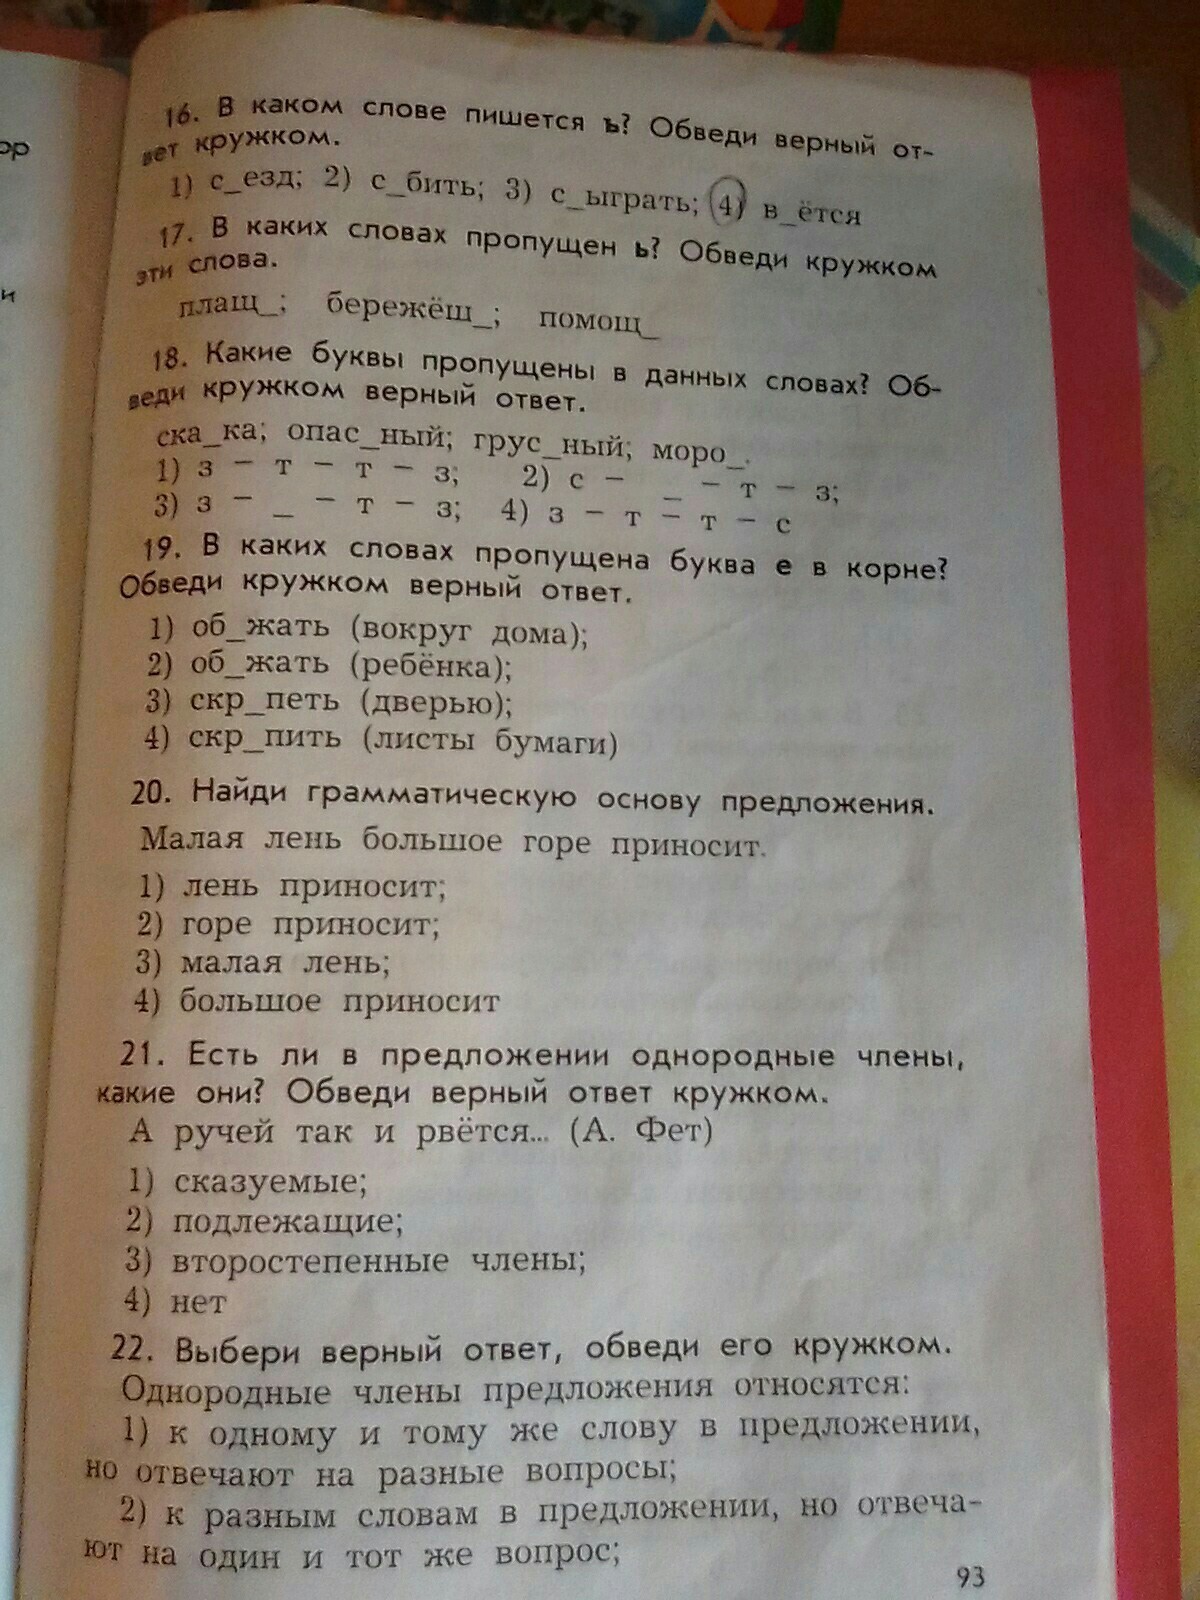 ор
и
16. В каком слове пишется ъ? Обведи верный от-
вет кружком.
1) с_езд; 2) с_бить; 3) с_ыграть; 4) в_ётся
17. В каких словах пропущен ь? Обведи кружком
эти слова.
плащ_; бережёш_; помощ_
18. Какие буквы пропущены в данных словах? Об-
веди кружком верный ответ.
ска_ка; опас_ный; грус_ный; моро_.
1) з – т – т – з; 2) с – _ – т – з;
3) з – _ – т – з; 4) з – т – т – с
19. В каких словах пропущена буква е в корне?
Обведи кружком верный ответ.
1) об_жать (вокруг дома);
2) об_жать (ребёнка);
3) скр_петь (дверью);
4) скр_пить (листы бумаги)
20. Найди грамматическую основу предложения.
Малая лень большое горе приносит.
1) лень приносит;
2) горе приносит;
3) малая лень;
4) большое приносит
21. Есть ли в предложении однородные члены,
какие они? Обведи верный ответ кружком.
А ручей так и рвётся... (А. Фет)
1) сказуемые;
2) подлежащие;
3) второстепенные члены;
4) нет
22. Выбери верный ответ, обведи его кружком.
Однородные члены предложения относятся:
1) к одному и тому же слову в предложении,
но отвечают на разные вопросы;
2) к разным словам в предложении, но отвеча-
ют на один и тот же вопрос;
93